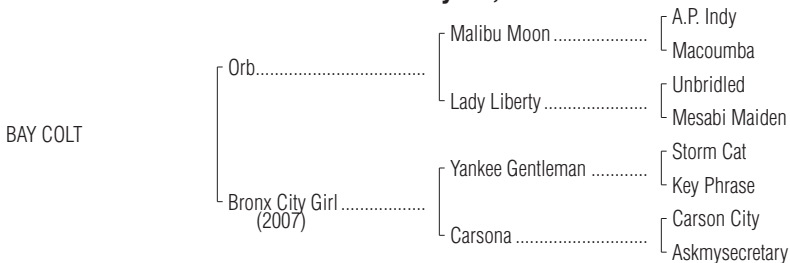 A.P. Indy
Malibu Moon ....................
Macoumba
Orb....................................
Unbridled
Lady Liberty ......................
Mesabi Maiden
BAY COLT
Storm Cat
Yankee Gentleman ............
Key Phrase
Bronx City Girl ..................
(2007)
Carson City
Carsona ............................
Askmysecretary